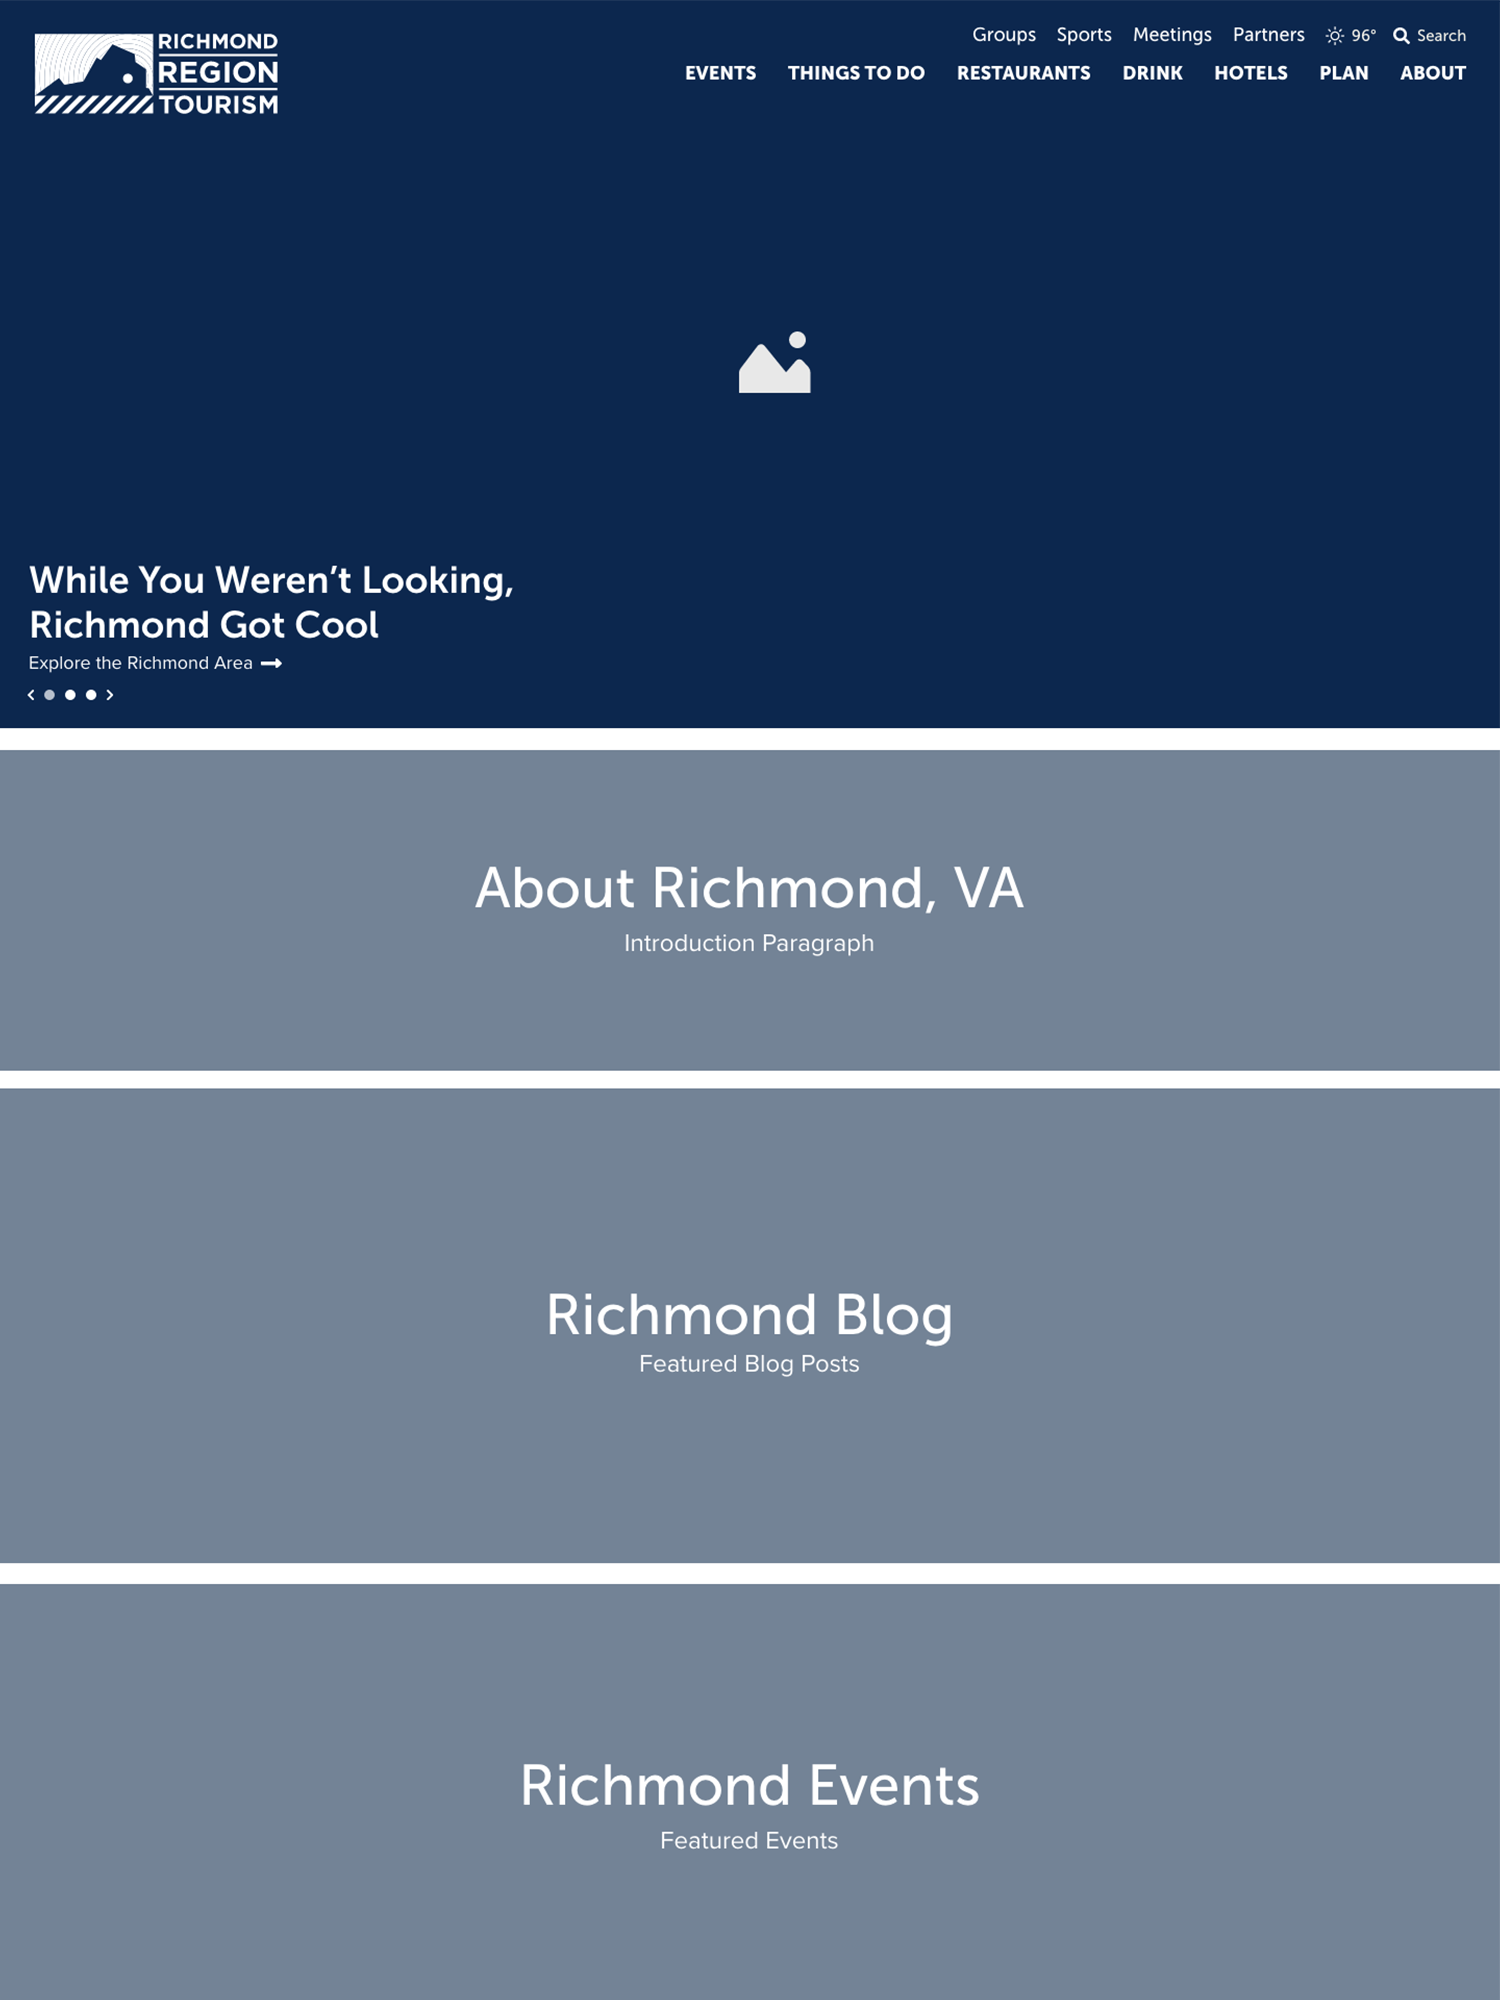 RICHMOND
REGION
TOURISM
Groups Sports Meetings Partners 96° Search
EVENTS THINGS TO DO RESTAURANTS DRINK HOTELS PLAN ABOUT
While You Weren’t Looking,
Richmond Got Cool
Explore the Richmond Area
About Richmond, VA
Introduction Paragraph
Richmond Blog
Featured Blog Posts
Richmond Events
Featured Events